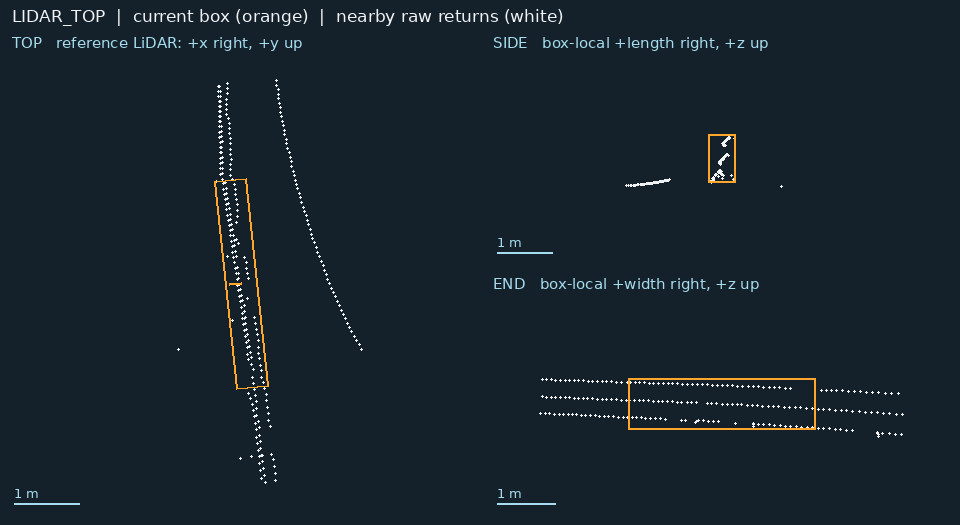 LIDAR_TOP | current box (orange) | nearby raw returns (white)
TOP reference LiDAR: +x right, +y up
SIDE box-local +length right, +z up
1 m
END box-local +width right, +z up
1 m
1 m